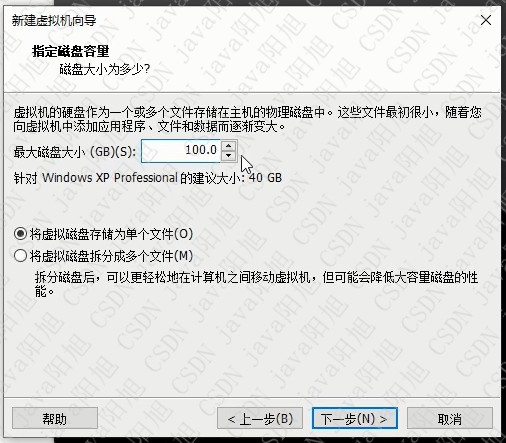 新建虚拟机向导
指定磁盘容量
磁盘大小为多少?
虚拟机的硬盘作为一个或多个文件存储在主机的物理磁盘中。这些文件最初很小，随着您
向虚拟机中添加应用程序、文件和数据而逐渐变大。
最大磁盘大小 (GB)(S): 100.0
针对 Windows XP Professional 的建议大小: 40 GB
将虚拟磁盘存储为单个文件(O)
将虚拟磁盘拆分成多个文件(M)
拆分磁盘后，可以更轻松地在计算机之间移动虚拟机，但可能会降低大容量磁盘的性
能。
帮助 < 上一步(B) 下一步(N) > 取消
CSDN java阳旭